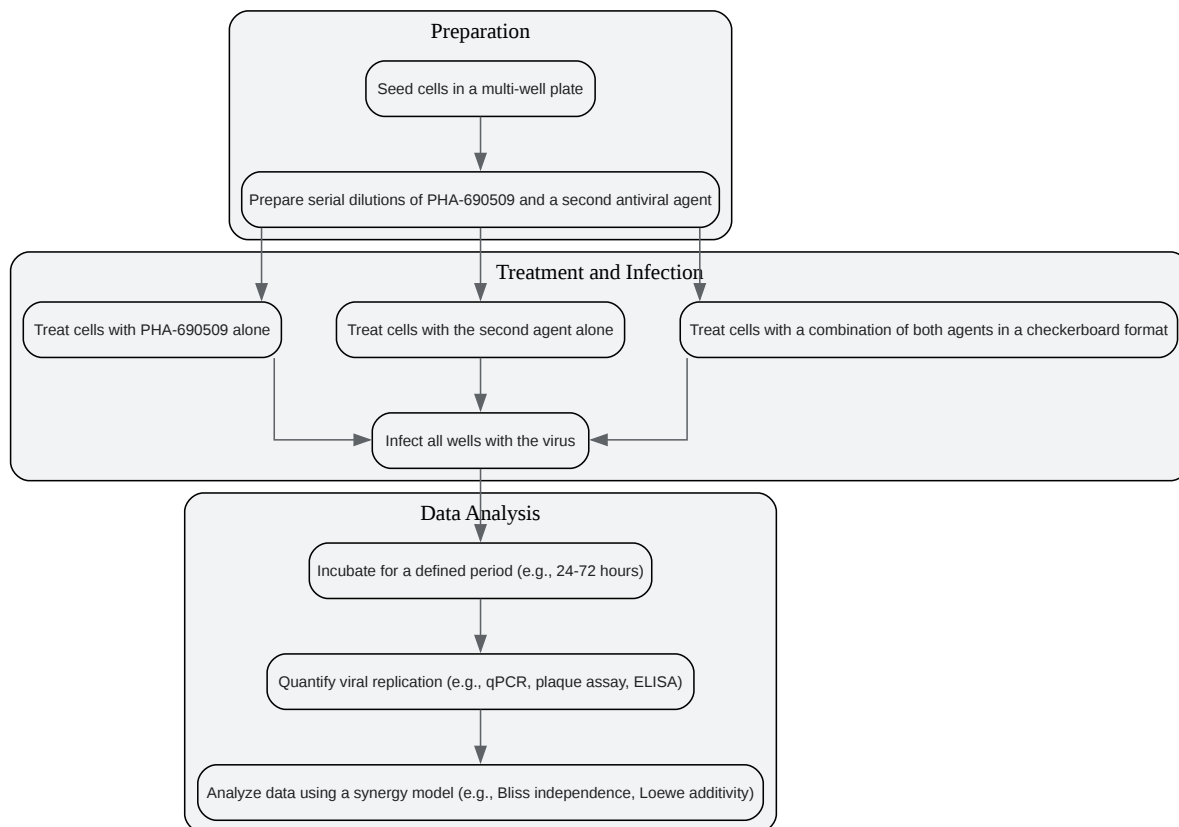 Preparation
Seed cells in a multi-well plate
Prepare serial dilutions of PHA-690509 and a second antiviral agent
Treatment and Infection
Treat cells with PHA-690509 alone
Treat cells with the second agent alone
Treat cells with a combination of both agents in a checkerboard format
Infect all wells with the virus
Data Analysis
Incubate for a defined period (e.g., 24-72 hours)
Quantify viral replication (e.g., qPCR, plaque assay, ELISA)
Analyze data using a synergy model (e.g., Bliss independence, Loewe additivity)